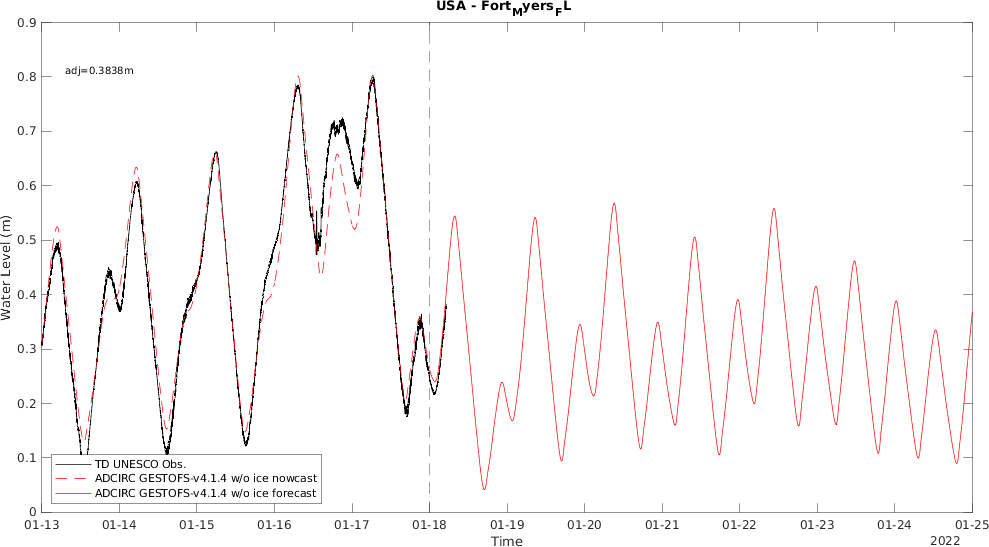 USA - FortMyersFL
0.9
0.8
0.7
0.6
0.5
0.4
0.3
0.2
0.1
0
Water Level (m)
adj=0.3838m
TD UNESCO Obs.
ADCIRC GESTOFS-v4.1.4 w/o ice nowcast
ADCIRC GESTOFS-v4.1.4 w/o ice forecast
01-13 01-14 01-15 01-16 01-17 01-18 01-19 01-20 01-21 01-22 01-23 01-24 01-25
Time
2022